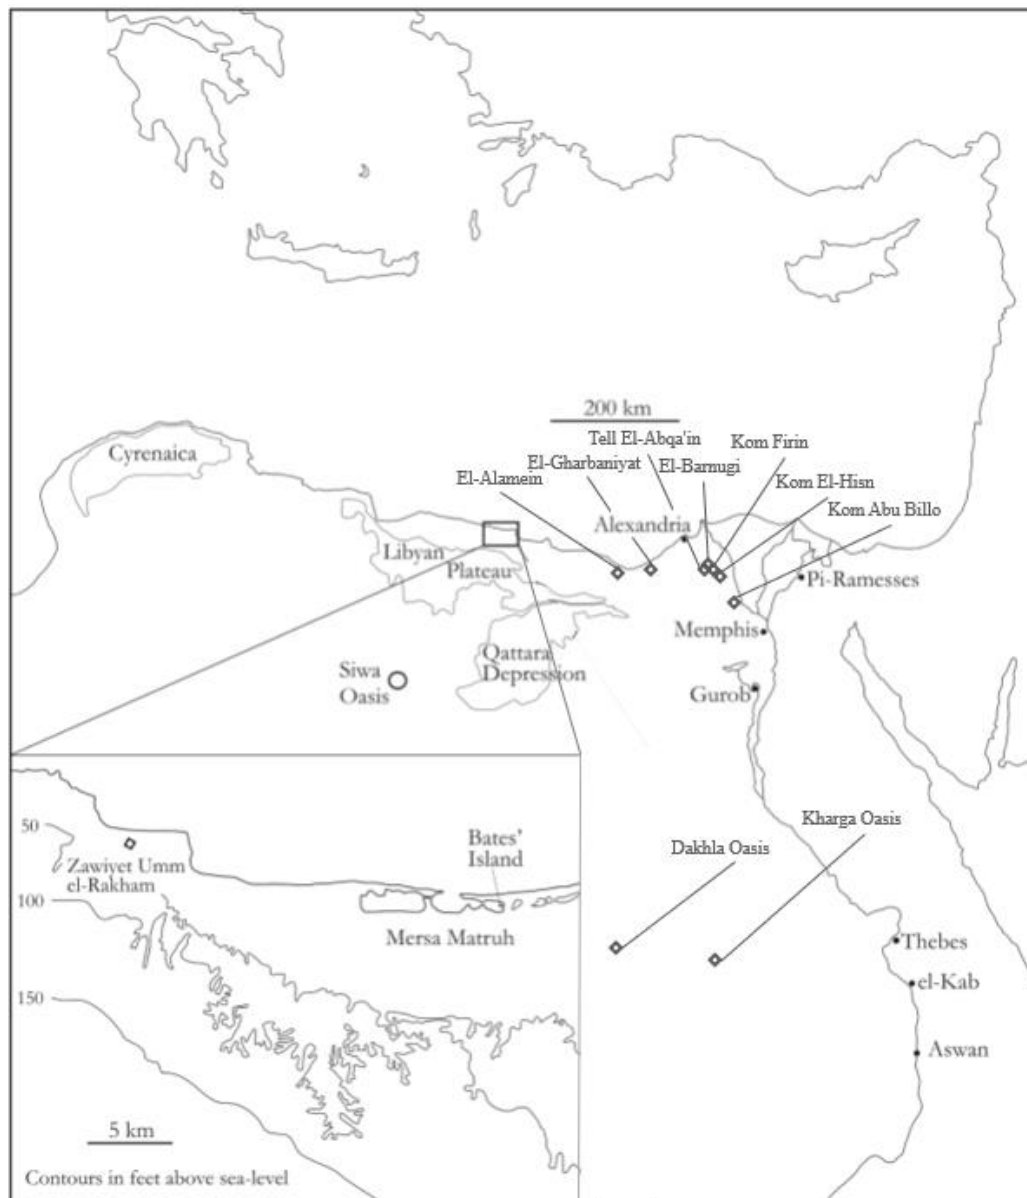 200 km
Cyrenaica
Tell El-Abqa'in
Kom Firin
El-Gharbaniyat
El-Barnugi
El-Alamein
Kom El-Hisn
Kom Abu Billo
Alexandria
Libyan
Plateau
Pi-Ramesses
Memphis
Qattara
Depression
Siwa
Oasis
Gurob
50
Zawiyet Umm
el-Rakham
100
Bates'
Island
Mersa Matruh
150
5 km
Contours in feet above sea-level
Kharga Oasis
Dakhla Oasis
Thebes
el-Kab
Aswan